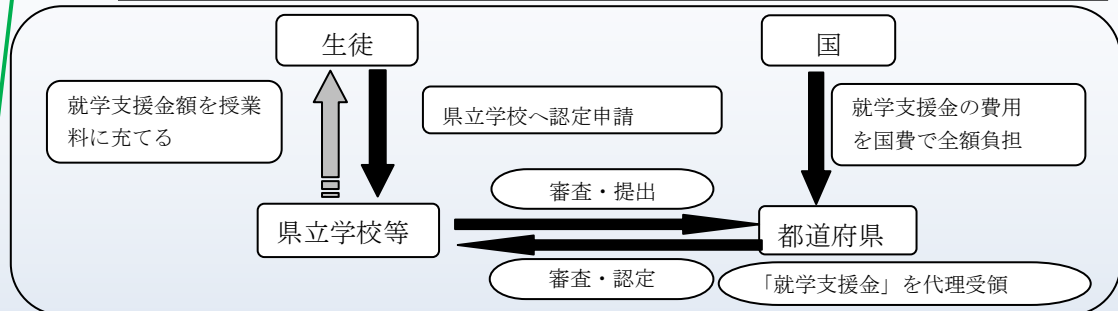 生徒
国
就学支援金額を授業
料に充てる
県立学校へ認定申請
就学支援金の費用
を国費で全額負担
審査・提出
県立学校等
都道府県
審査・認定
「就学支援金」を代理受領